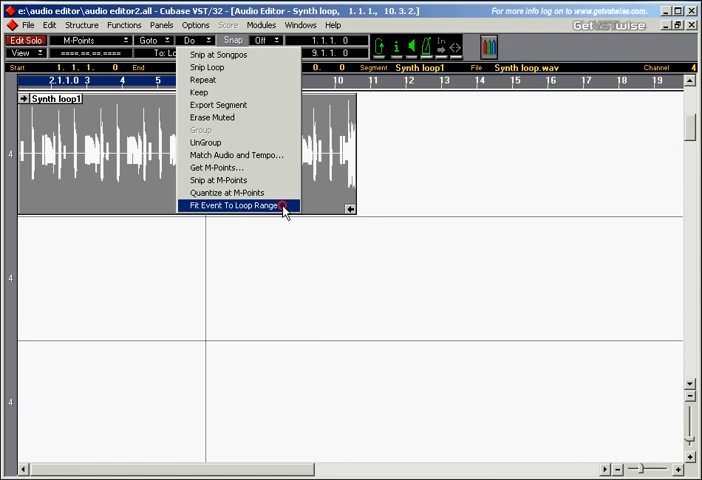 e:\audio editor\audio editor2.all - Cubase VST/32 - [Audio Editor - Synth loop, 1. 1. 1., 10. 3. 2.]
For more info log on to www.getvstwise.com.
File Edit Structure Functions Panels Options Score Modules Windows Help
GetVSTwise
Edit Solo M-Points Goto Do Snap Off 1. 1. 1. 0
View ==.==.==.== To: Lo 9. 1. 1. 0
In
Start 1. 1. 1. 0 End 0. 0 Segment Synth loop1 File Synth loop.wav Channel 4
2.1.1.0 3 4 5 10 11 12 13 14 15 16 17 18 19
Synth loop1
Snip at Songpos
Snip Loop
Repeat
Keep
Export Segment
Erase Muted
Group
UnGroup
Match Audio and Tempo...
Get M-Points...
Snip at M-Points
Quantize at M-Points
Fit Event To Loop Range
4
4
4